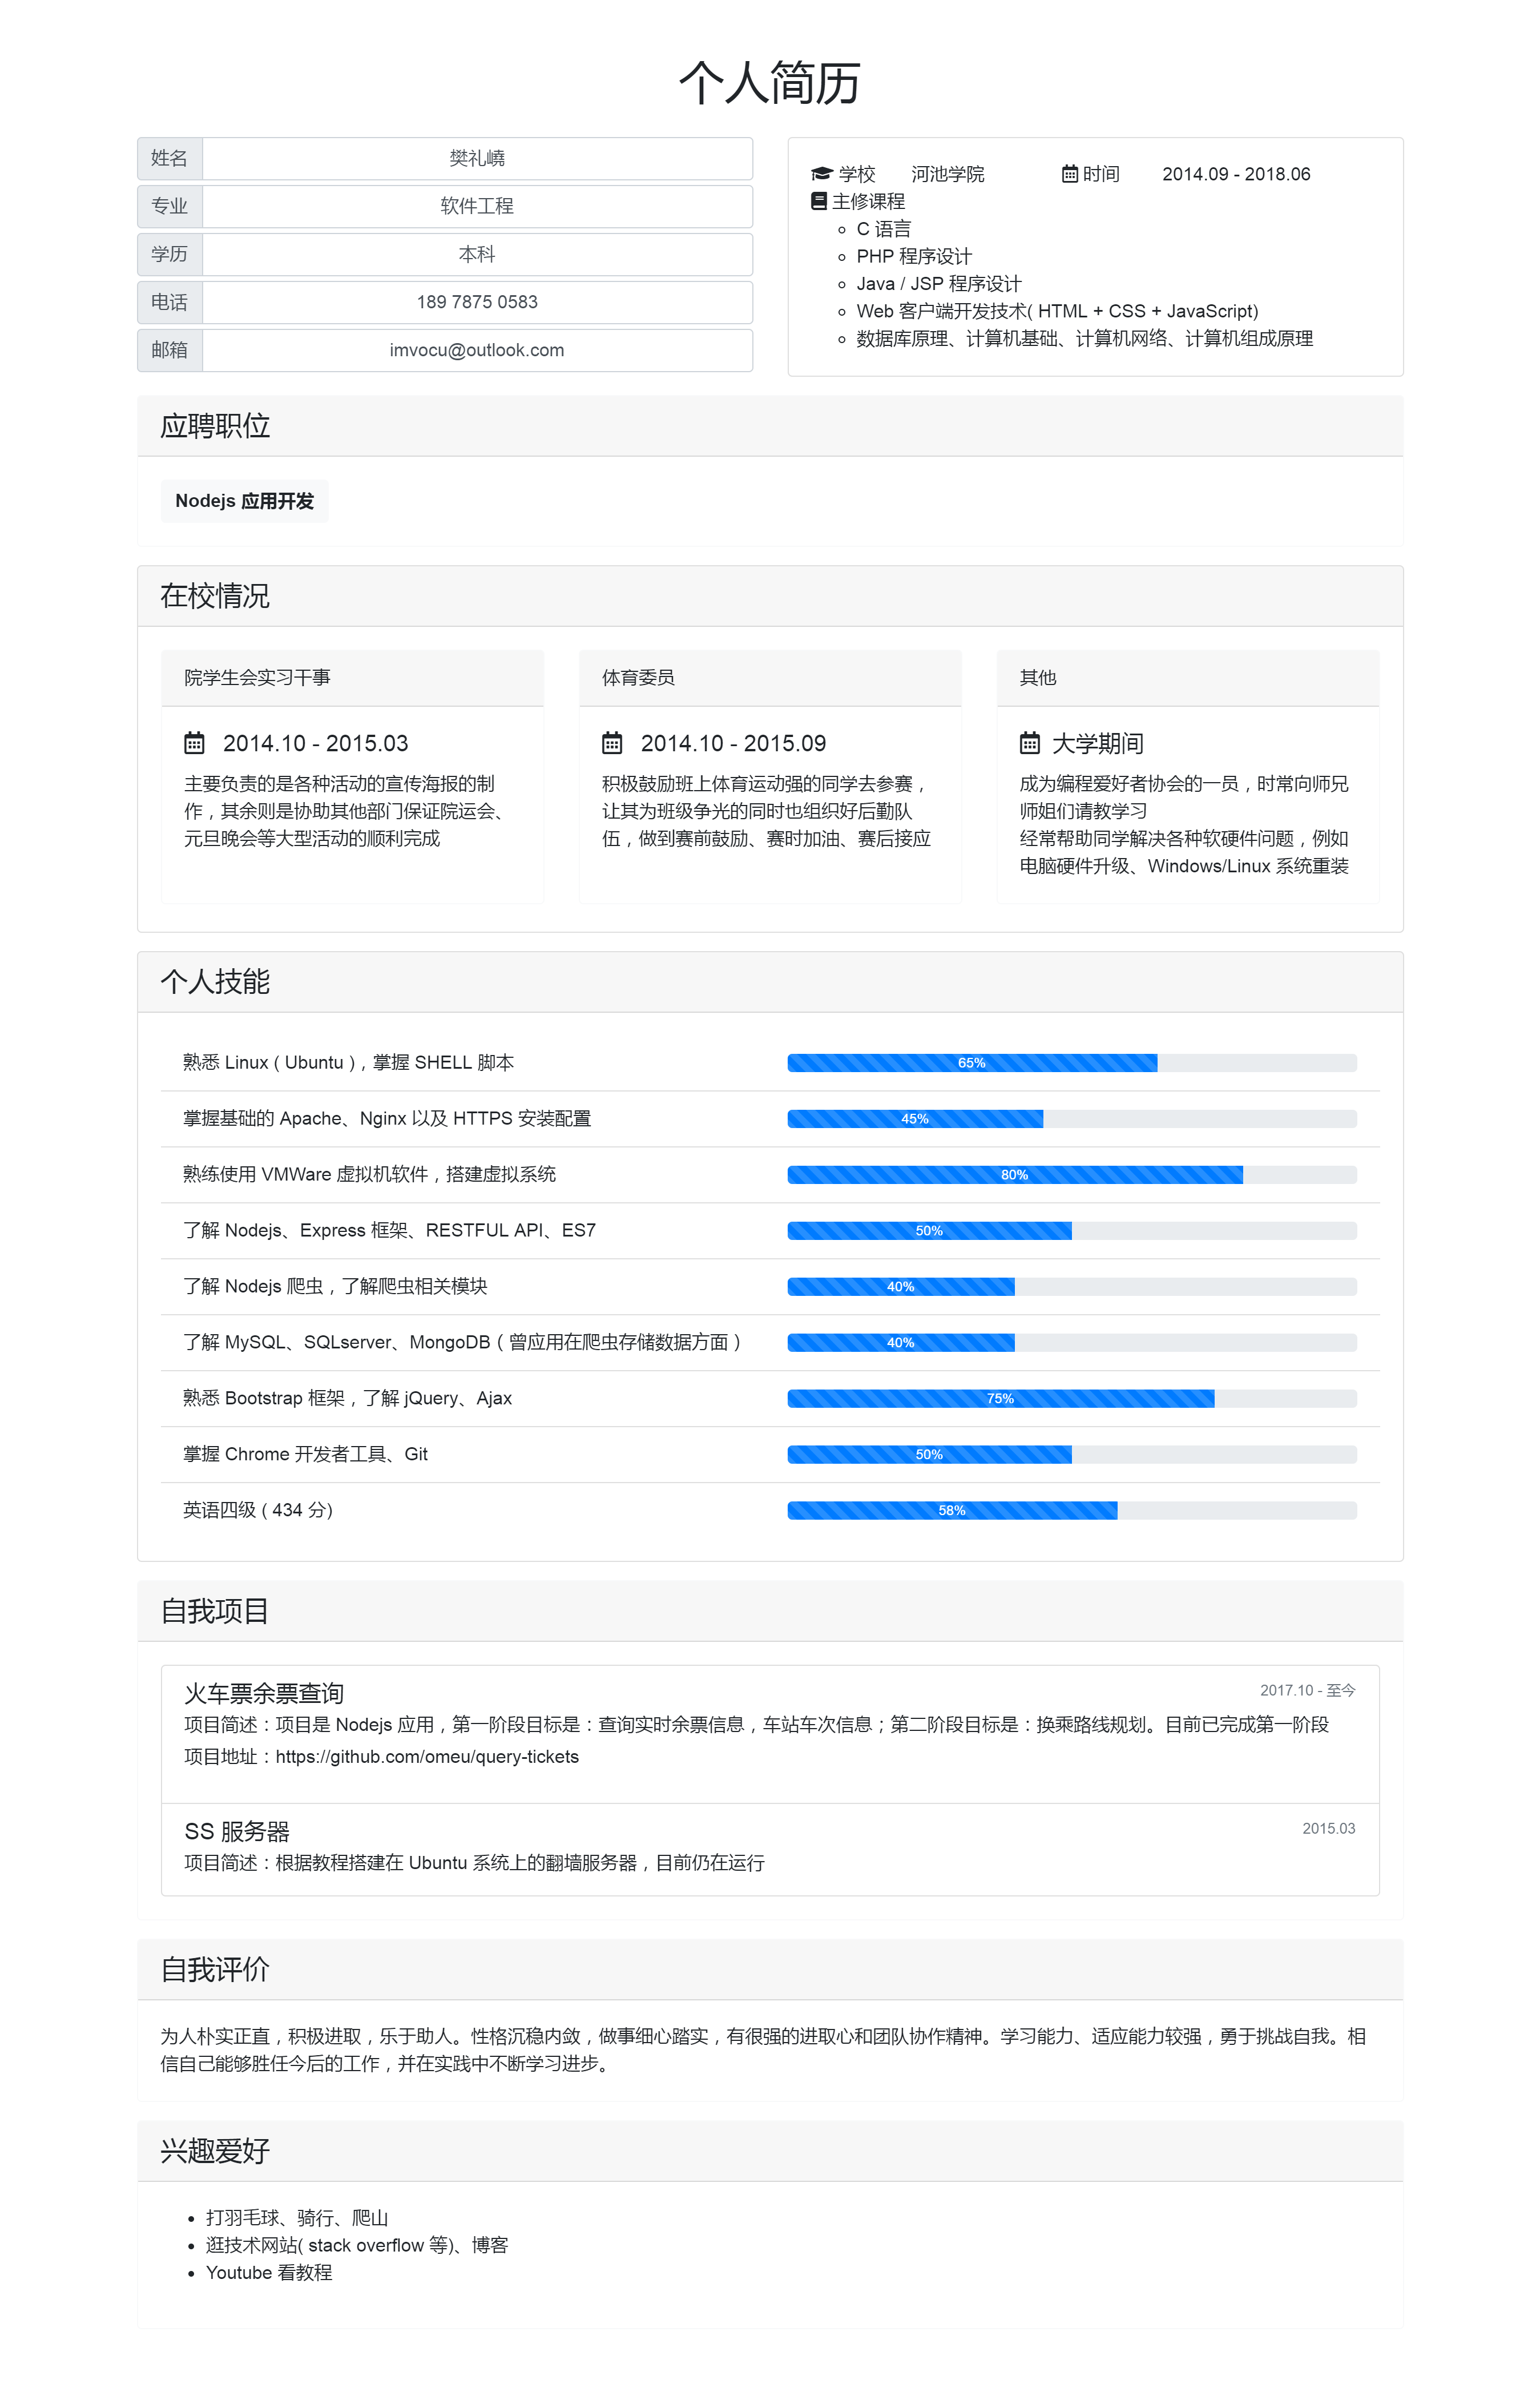 个人简历
姓名 樊礼峣
专业 软件工程
学历 本科
电话 189 7875 0583
邮箱 imvocu@outlook.com
学校 河池学院 时间 2014.09 - 2018.06
主修课程
C 语言
PHP 程序设计
Java / JSP 程序设计
Web 客户端开发技术( HTML + CSS + JavaScript)
数据库原理、计算机基础、计算机网络、计算机组成原理
应聘职位
Nodejs 应用开发
在校情况
院学生会实习干事
2014.10 - 2015.03
主要负责的是各种活动的宣传海报的制
作，其余则是协助其他部门保证院运会、
元旦晚会等大型活动的顺利完成
体育委员
2014.10 - 2015.09
积极鼓励班上体育运动强的同学去参赛，
让其为班级争光的同时也组织好后勤队
伍，做到赛前鼓励、赛时加油、赛后接应
其他
大学期间
成为编程爱好者协会的一员，时常向师兄
师姐们请教学习
经常帮助同学解决各种软硬件问题，例如
电脑硬件升级、Windows/Linux 系统重装
个人技能
熟悉 Linux ( Ubuntu )，掌握 SHELL 脚本 65%
掌握基础的 Apache、Nginx 以及 HTTPS 安装配置 45%
熟练使用 VMWare 虚拟机软件，搭建虚拟系统 80%
了解 Nodejs、Express 框架、RESTFUL API、ES7 50%
了解 Nodejs 爬虫，了解爬虫相关模块 40%
了解 MySQL、SQLserver、MongoDB（曾应用在爬虫存储数据方面） 40%
熟悉 Bootstrap 框架，了解 jQuery、Ajax 75%
掌握 Chrome 开发者工具、Git 50%
英语四级 ( 434 分) 58%
自我项目
火车票余票查询 2017.10 - 至今
项目简述：项目是 Nodejs 应用，第一阶段目标是：查询实时余票信息，车站车次信息；第二阶段目标是：换乘路线规划。目前已完成第一阶段
项目地址：https://github.com/omeu/query-tickets
SS 服务器 2015.03
项目简述：根据教程搭建在 Ubuntu 系统上的翻墙服务器，目前仍在运行
自我评价
为人朴实正直，积极进取，乐于助人。性格沉稳内敛，做事细心踏实，有很强的进取心和团队协作精神。学习能力、适应能力较强，勇于挑战自我。相
信自己能够胜任今后的工作，并在实践中不断学习进步。
兴趣爱好
打羽毛球、骑行、爬山
逛技术网站( stack overflow 等)、博客
Youtube 看教程